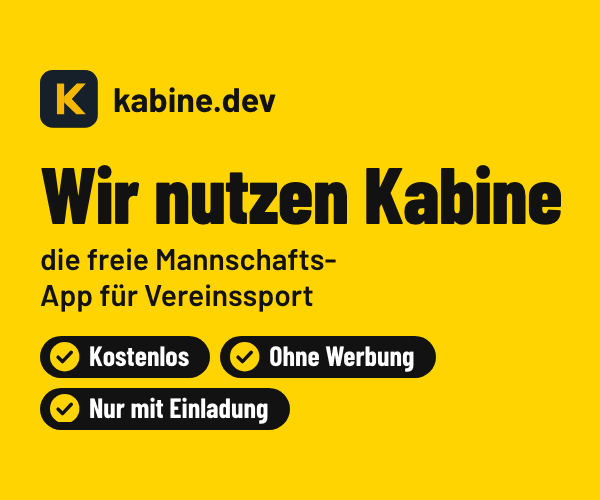 K
kabine.dev
Wir nutzen Kabine
die freie Mannschafts-
App für Vereinssport
Kostenlos
Ohne Werbung
Nur mit Einladung